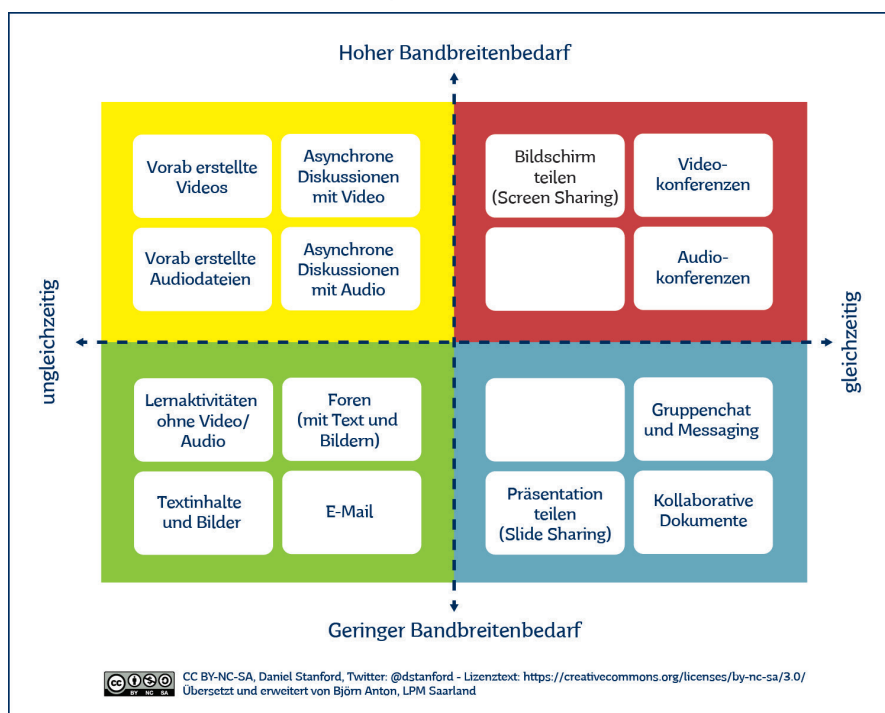 Hoher Bandbreitenbedarf
Vorab erstellte
Videos
Asynchrone
Diskussionen
mit Video
Bildschirm
teilen
(Screen Sharing)
Video-
konferenzen
Vorab erstellte
Audiodateien
Asynchrone
Diskussionen
mit Audio
Audio-
konferenzen
ungleichzeitig
gleichzeitig
Lernaktivitäten
ohne Video/
Audio
Foren
(mit Text und
Bildern)
Gruppenchat
und Messaging
Textinhalte
und Bilder
E-Mail
Präsentation
teilen
(Slide Sharing)
Kollaborative
Dokumente
Geringer Bandbreitenbedarf
cc BY NC SA
CC BY-NC-SA, Daniel Stanford, Twitter: @dstanford - Lizenztext: https://creativecommons.org/licenses/by-nc-sa/3.0/
Übersetzt und erweitert von Björn Anton, LPM Saarland